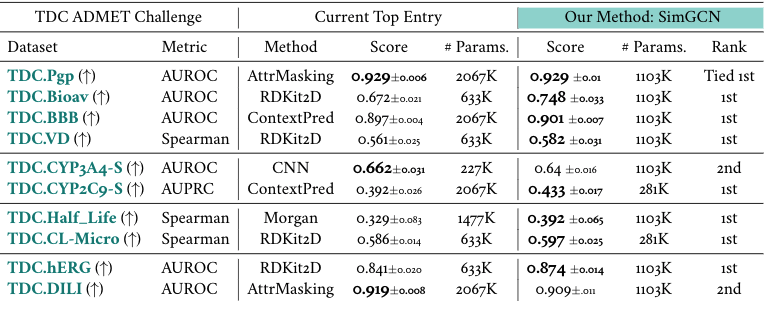 TDC ADMET Challenge Current Top Entry Our Method: SimGCN
Dataset Metric Method Score # Params. Score # Params. Rank
TDC.Pgp (↑) AUROC AttrMasking 0.929±0.006 2067K 0.929 ±0.01 1103K Tied 1st
TDC.Bioav (↑) AUROC RDKit2D 0.672±0.021 633K 0.748 ±0.033 1103K 1st
TDC.BBB (↑) AUROC ContextPred 0.897±0.004 2067K 0.901 ±0.007 1103K 1st
TDC.VD (↑) Spearman RDKit2D 0.561±0.025 633K 0.582 ±0.031 1103K 1st
TDC.CYP3A4-S (↑) AUROC CNN 0.662±0.031 227K 0.64 ±0.016 1103K 2nd
TDC.CYP2C9-S (↑) AUPRC ContextPred 0.392±0.026 2067K 0.433 ±0.017 281K 1st
TDC.Half_Life (↑) Spearman Morgan 0.329±0.083 1477K 0.392 ±0.065 1103K 1st
TDC.CL-Micro (↑) Spearman RDKit2D 0.586±0.014 633K 0.597 ±0.025 281K 1st
TDC.hERG (↑) AUROC RDKit2D 0.841±0.020 633K 0.874 ±0.014 1103K 1st
TDC.DILI (↑) AUROC AttrMasking 0.919±0.008 2067K 0.909±.011 1103K 2nd